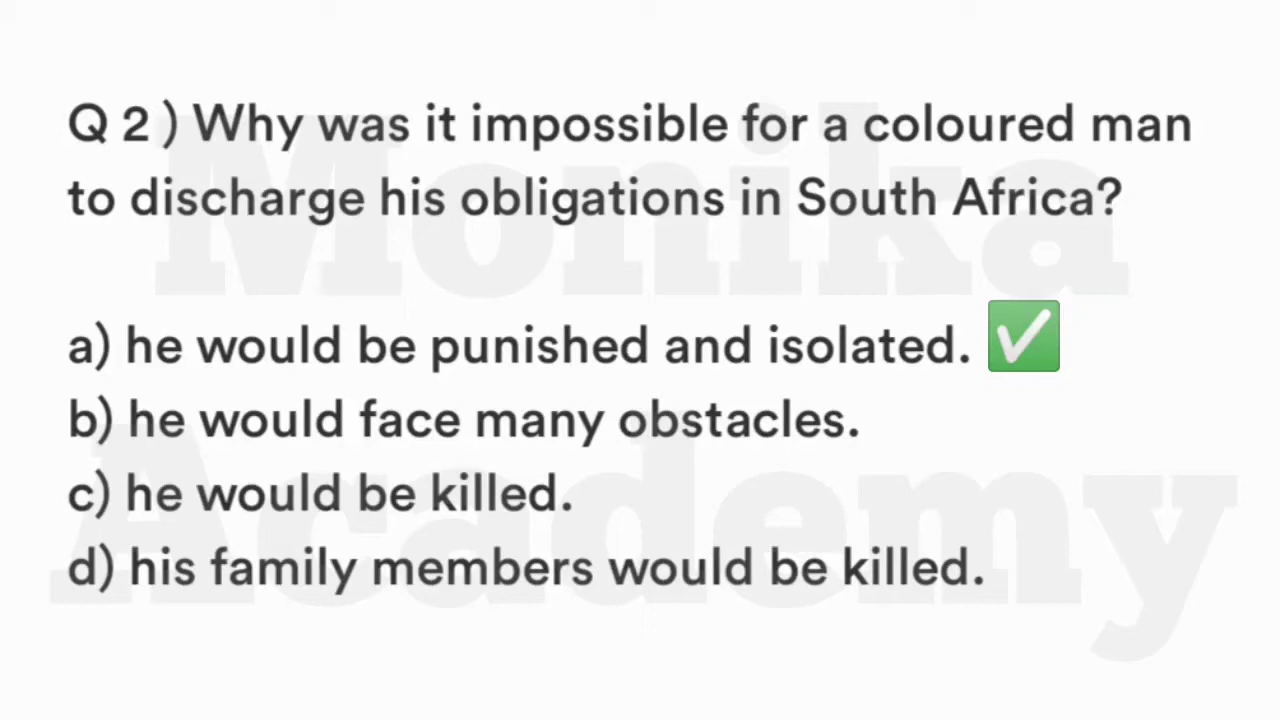 Q 2 ) Why was it impossible for a coloured man
to discharge his obligations in South Africa?
a) he would be punished and isolated. ✅
b) he would face many obstacles.
c) he would be killed.
d) his family members would be killed.
Monika
Academy